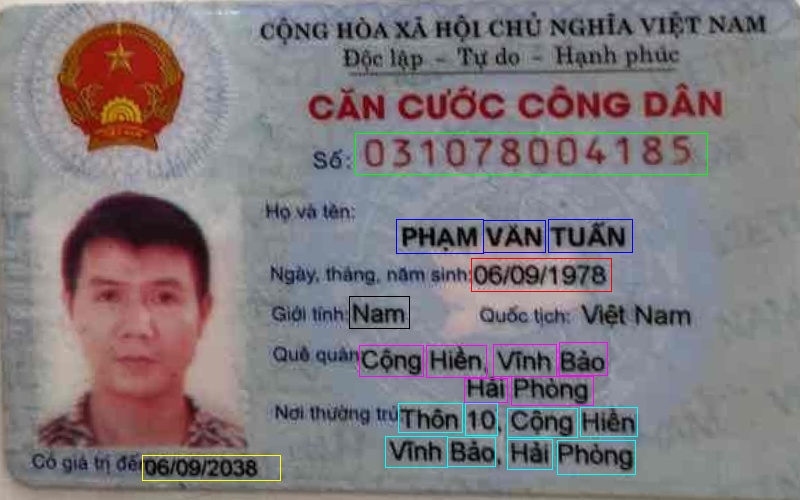 CỘNG HÒA XÃ HỘI CHỦ NGHĨA VIỆT NAM
Độc lập - Tự do - Hạnh phúc
CĂN CƯỚC CÔNG DÂN
Số: 031078004185
Họ và tên:
PHẠM VĂN TUẤN
Ngày, tháng, năm sinh: 06/09/1978
Giới tính: Nam Quốc tịch: Việt Nam
Quê quán Cộng Hiền, Vĩnh Bảo
Hải Phòng
Nơi thường trú Thôn 10, Cộng Hiền
Vĩnh Bảo, Hải Phòng
Có giá trị đến 06/09/2038